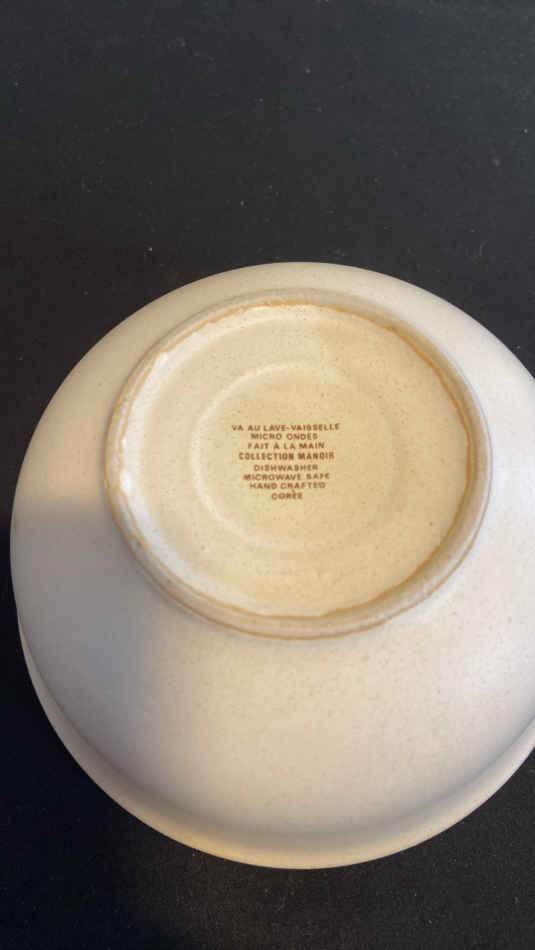 VA AU LAVE-VAISSELLE
MICRO ONDES
FAIT À LA MAIN
COLLECTION MANOIR
DISHWASHER
MICROWAVE SAFE
HAND CRAFTED
CORÉE